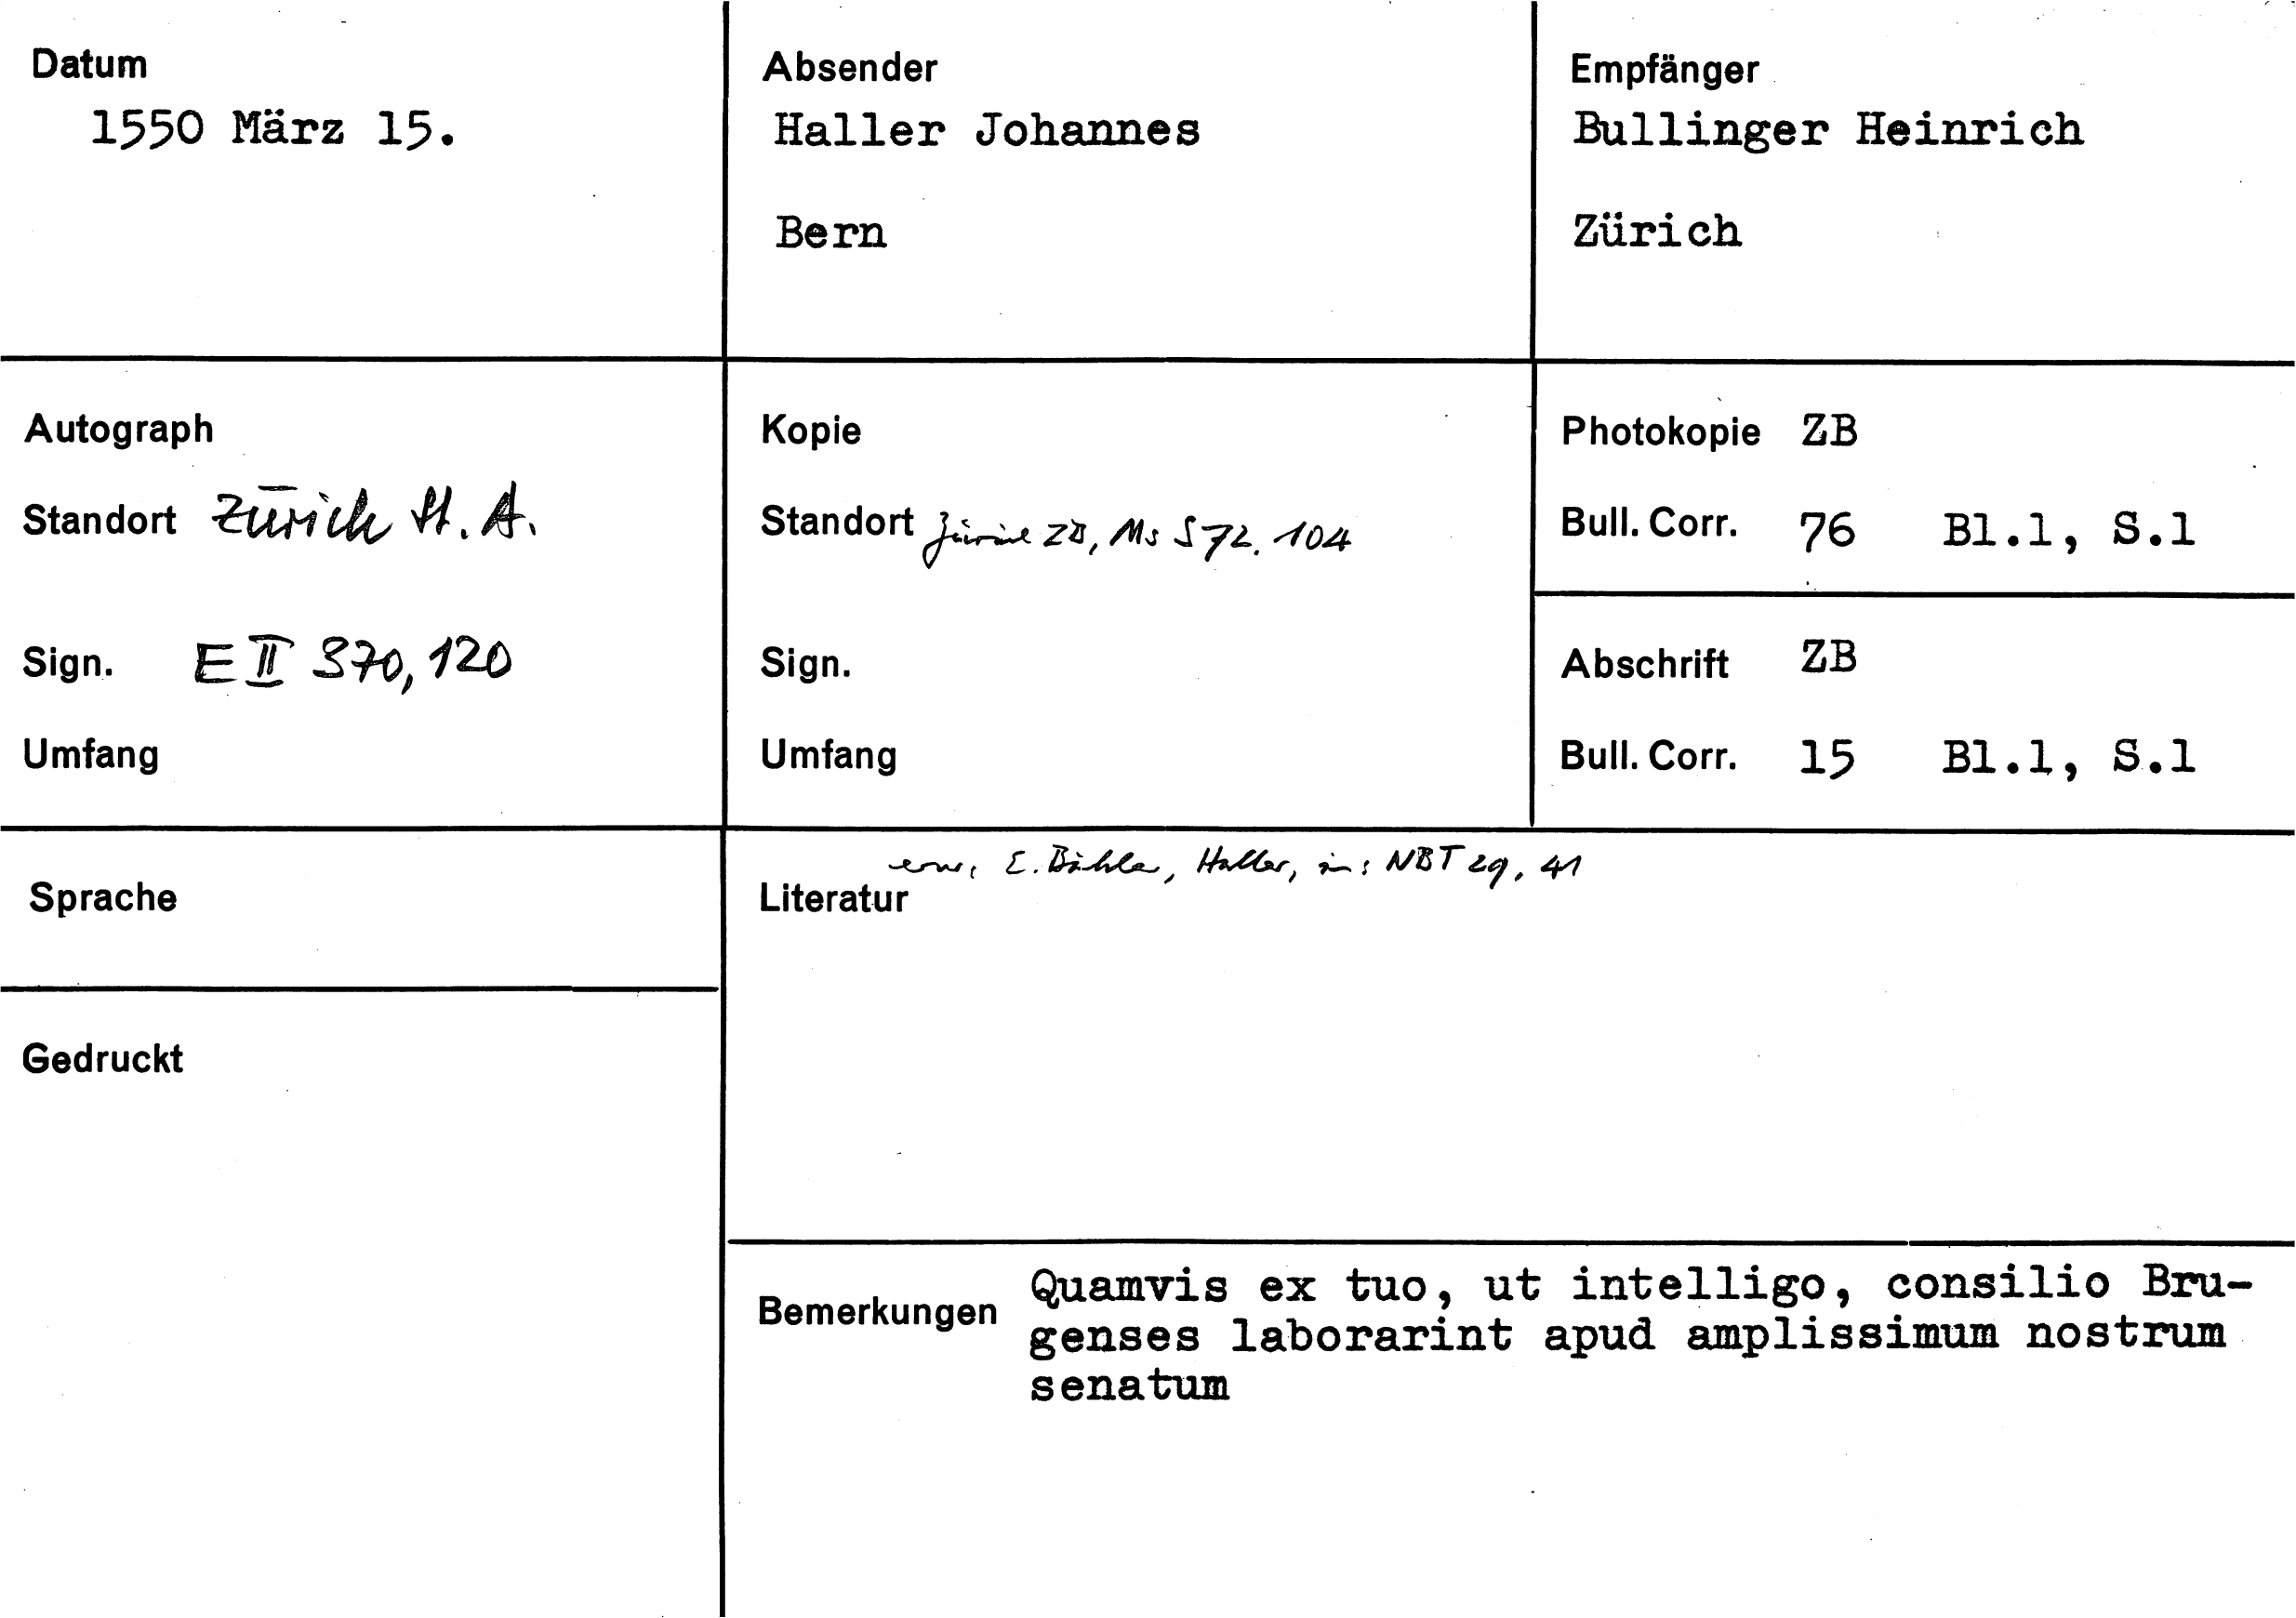 Datum
1550 März 15.
Absender
Haller Johannes
Bern
Empfänger
Bullinger Heinrich
Zürich
Autograph
Standort Zürich St. A.
Sign. E II 370, 120
Umfang
Kopie
Standort Zürich ZB, Ms S 72. 104
Sign.
Umfang
Photokopie ZB
Bull. Corr. 76 Bl.1, S.1
Abschrift ZB
Bull. Corr. 15 Bl.1, S.1
Sprache
Gedruckt
erw: E. Bähler, Haller, in: NBT 29, 41
Literatur
Bemerkungen Quamvis ex tuo, ut intelligo, consilio Bru-
genses laborarint apud amplissimum nostrum
senatum